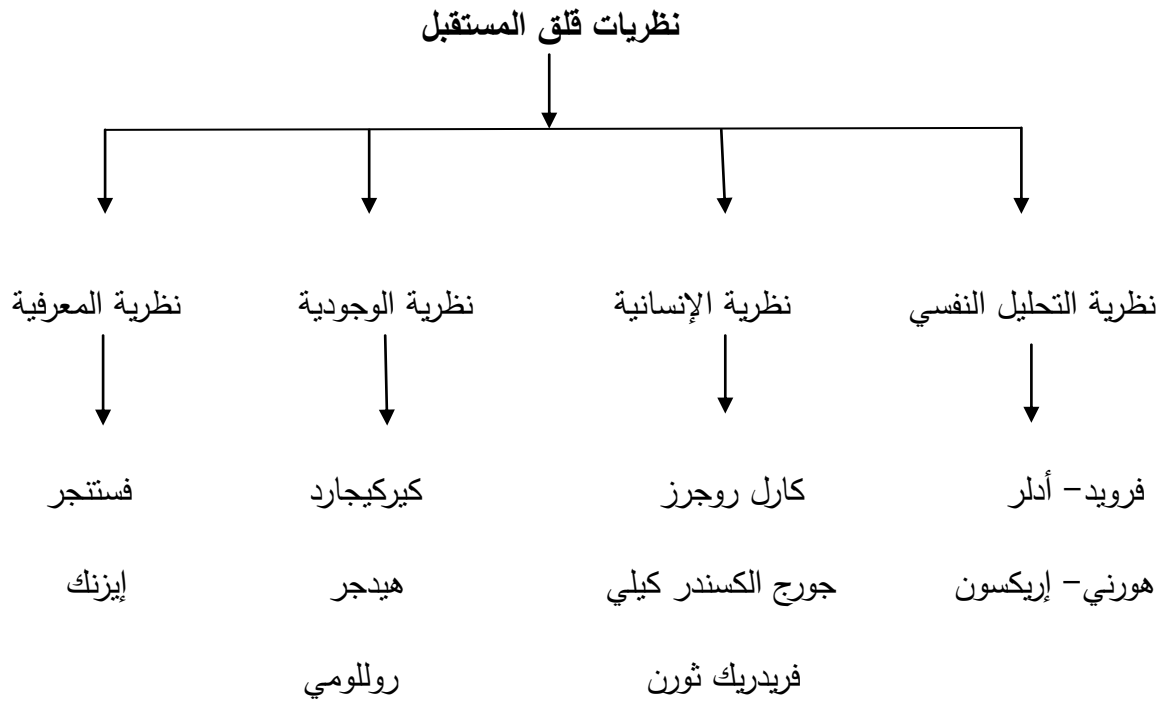 نظريات قلق المستقبل
نظرية التحليل النفسي نظرية الإنسانية نظرية الوجودية نظرية المعرفية
فرويد– أدلر كارل روجرز كيركيجارد فستنجر
هورني– إريكسون جورج الكسندر كيلي هيدجر إيزنك
فريدريك ثورن روللومي